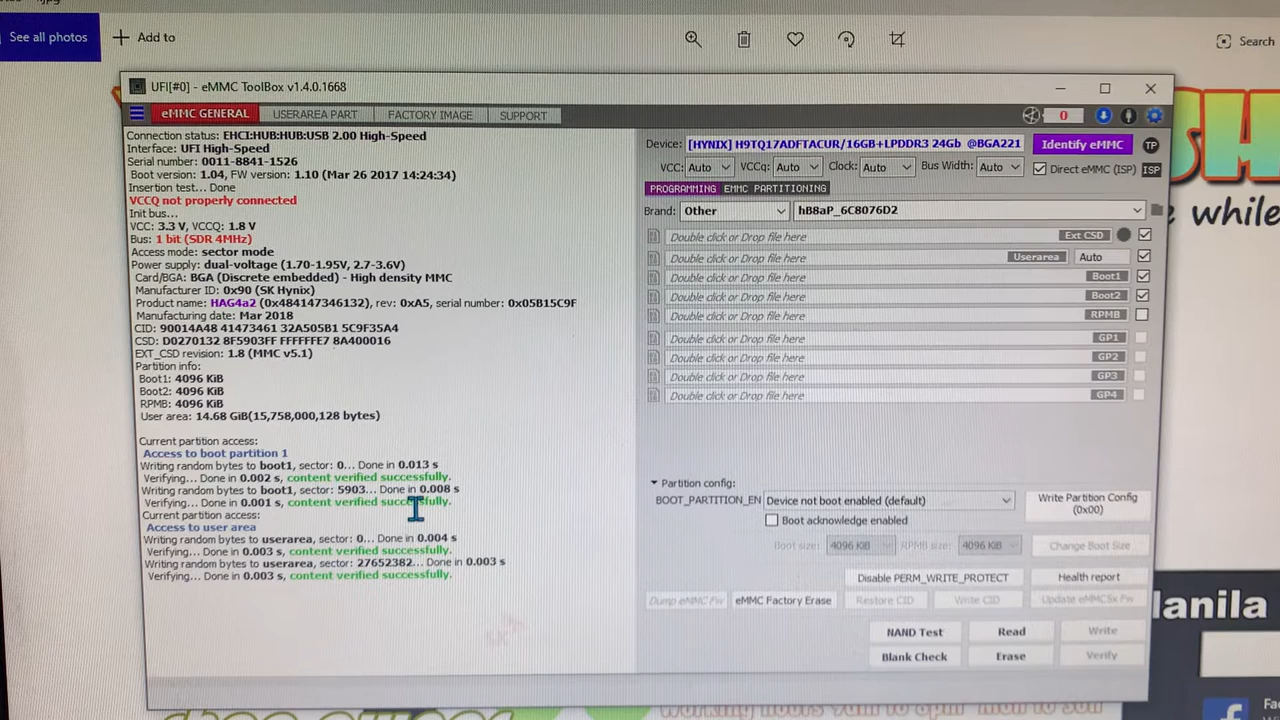 See all photos
Add to
Search
UFI[#0] - eMMC ToolBox v1.4.0.1668
eMMC GENERAL USERAREA PART FACTORY IMAGE SUPPORT 0
Connection status: EHCI:HUB:HUB:USB 2.00 High-Speed
Interface: UFI High-Speed
Serial number: 0011-8841-1526
Boot version: 1.04, FW version: 1.10 (Mar 26 2017 14:24:34)
Insertion test... Done
VCCQ not properly connected
Init bus...
VCC: 3.3 V, VCCQ: 1.8 V
Bus: 1 bit (SDR 4MHz)
Access mode: sector mode
Power supply: dual-voltage (1.70-1.95V, 2.7-3.6V)
Card/BGA: BGA (Discrete embedded) - High density MMC
Manufacturer ID: 0x90 (SK Hynix)
Product name: HAG4a2 (0x484147346132), rev: 0xA5, serial number: 0x05B15C9F
Manufacturing date: Mar 2018
CID: 90014A48 41473461 32A505B1 5C9F35A4
CSD: D0270132 8F5903FF FFFFFFE7 8A400016
EXT_CSD revision: 1.8 (MMC v5.1)
Partition info:
Boot1: 4096 KiB
Boot2: 4096 KiB
RPMB: 4096 KiB
User area: 14.68 GiB(15,758,000,128 bytes)
Current partition access:
Access to boot partition 1
Writing random bytes to boot1, sector: 0... Done in 0.013 s
Verifying... Done in 0.002 s, content verified successfully.
Writing random bytes to boot1, sector: 5903... Done in 0.008 s
Verifying... Done in 0.001 s, content verified successfully.
Current partition access:
Access to user area
Writing random bytes to userarea, sector: 0... Done in 0.004 s
Verifying... Done in 0.003 s, content verified successfully.
Writing random bytes to userarea, sector: 27652382... Done in 0.003 s
Verifying... Done in 0.003 s, content verified successfully.
Device: [HYNIX] H9TQ17ADFTACUR/16GB+LPDDR3 24Gb @BGA221 Identify eMMC TP
VCC: Auto VCCq: Auto Clock: Auto Bus Width: Auto Direct eMMC (ISP) ISP
PROGRAMMING EMMC PARTITIONING
Brand: Other hB8aP_6C8076D2
Double click or Drop file here Ext CSD
Double click or Drop file here Userarea Auto
Double click or Drop file here Boot1
Double click or Drop file here Boot2
Double click or Drop file here RPMB
Double click or Drop file here GP1
Double click or Drop file here GP2
Double click or Drop file here GP3
Double click or Drop file here GP4
Partition config:
BOOT_PARTITION_EN Device not boot enabled (default) Write Partition Config (0x00)
Boot acknowledge enabled
Boot size: 4096 KiB RPMB size: 4096 KiB Change Boot Size
Disable PERM_WRITE_PROTECT Health report
Dump eMMC Fw eMMC Factory Erase Restore CID Write CID Update eMMC5x Fw
NAND Test Read Write
Blank Check Erase Verify
SH
while
anila
working hours 9am to 8pm Mon to Sun